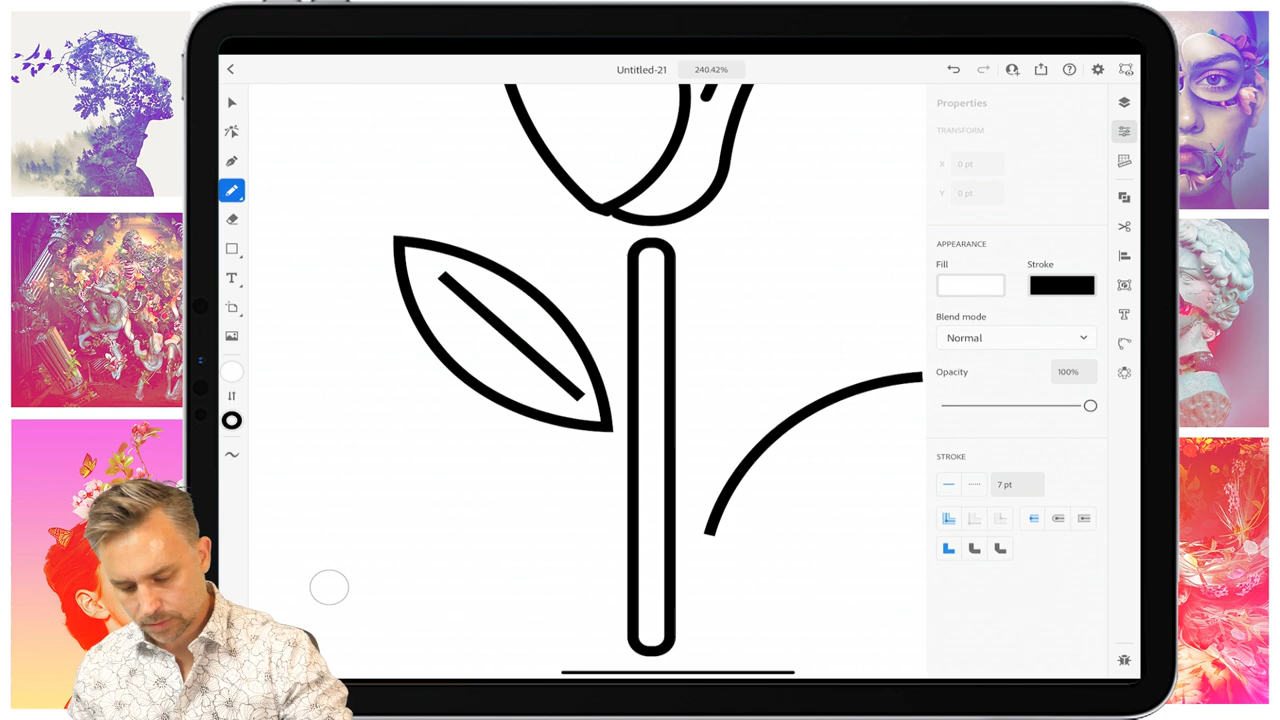 Untitled-21
240.42%
Properties
TRANSFORM
X 0 pt
Y 0 pt
APPEARANCE
Fill
Stroke
Blend mode
Normal
Opacity
100%
STROKE
7 pt